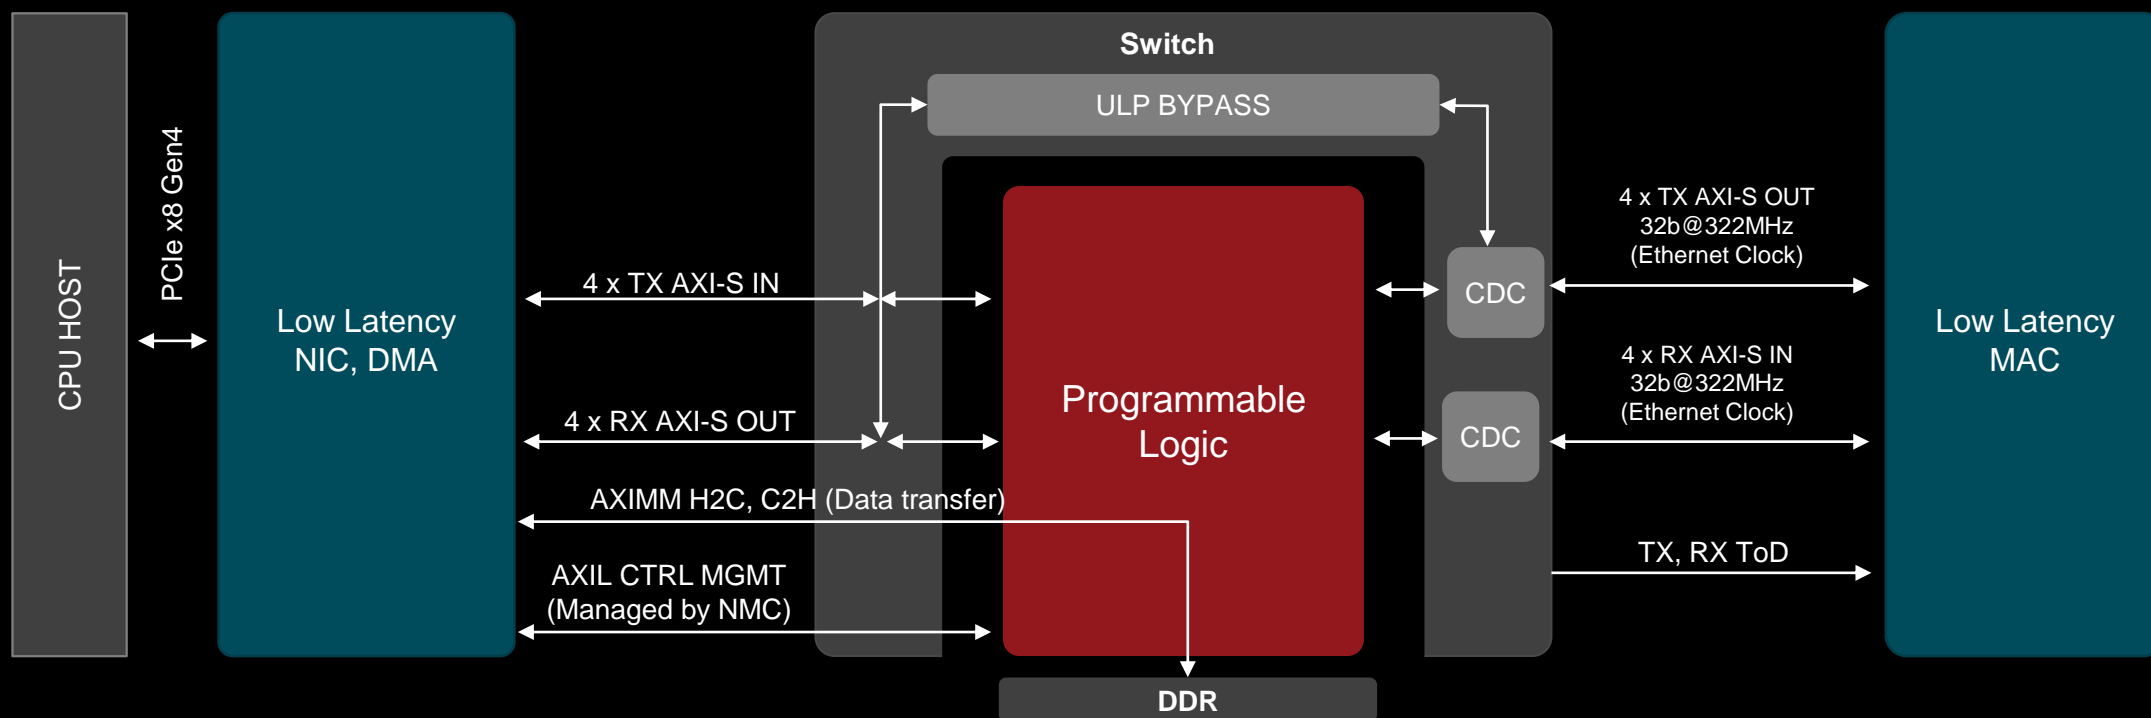 CPU HOST
PCIe x8 Gen4
Low Latency
NIC, DMA
4 x TX AXI-S IN
4 x RX AXI-S OUT
AXIMM H2C, C2H (Data transfer)
AXIL CTRL MGMT
(Managed by NMC)
Switch
ULP BYPASS
Programmable
Logic
CDC
CDC
DDR
4 x TX AXI-S OUT
32b@322MHz
(Ethernet Clock)
4 x RX AXI-S IN
32b@322MHz
(Ethernet Clock)
TX, RX ToD
Low Latency
MAC